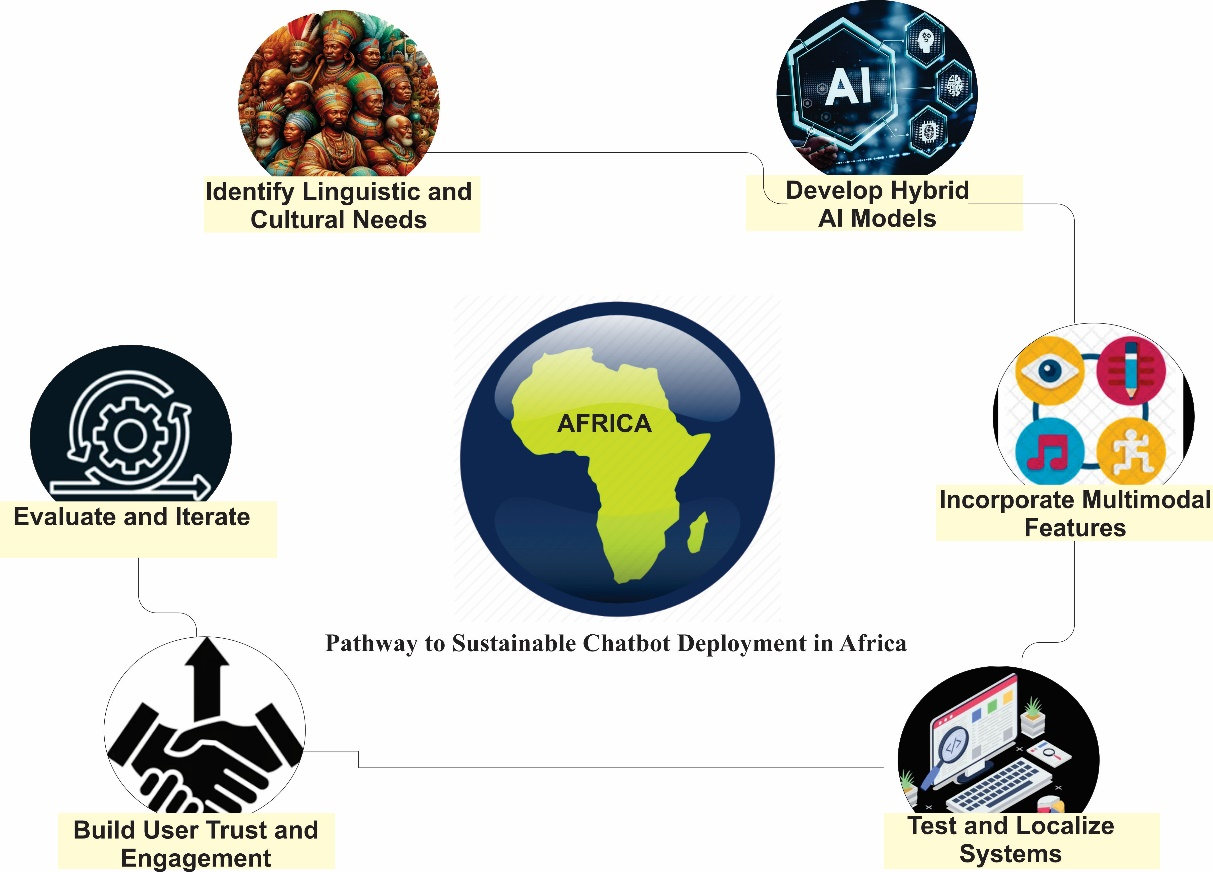 AI
Identify Linguistic and
Cultural Needs
Develop Hybrid
AI Models
AFRICA
Incorporate Multimodal
Features
Evaluate and Iterate
Pathway to Sustainable Chatbot Deployment in Africa
Build User Trust and
Engagement
</>
Test and Localize
Systems